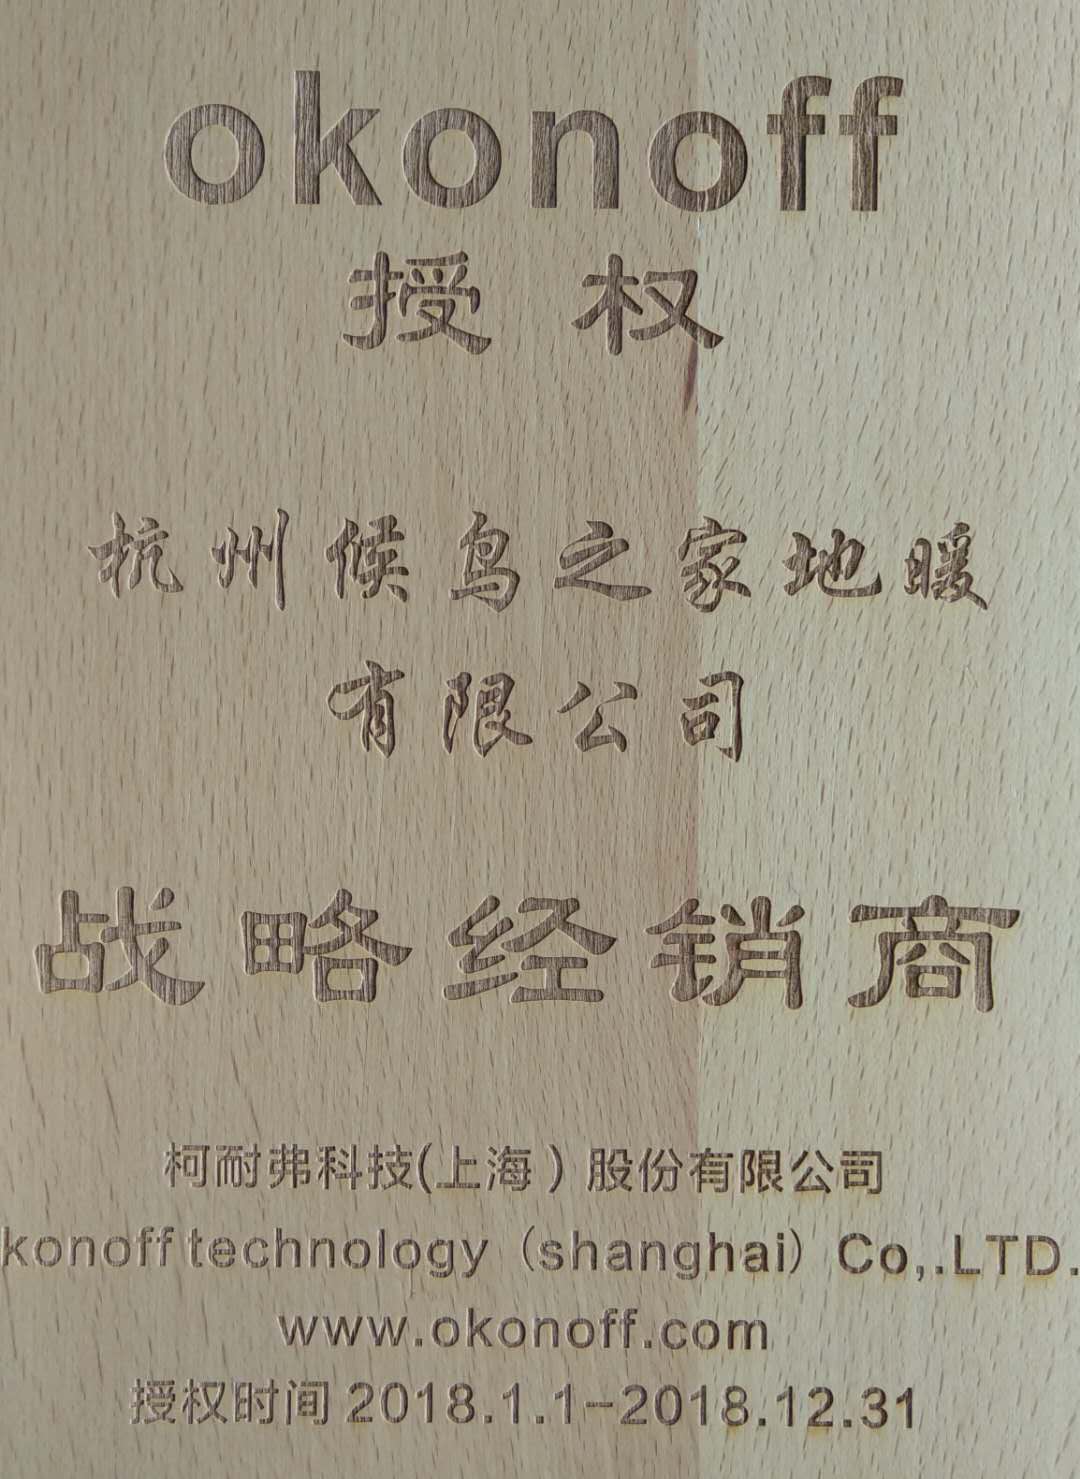 okonoff
授权
杭州候鸟之家地暖
有限公司
战略经销商
柯耐弗科技(上海）股份有限公司
konoff technology（shanghai）Co,.LTD.
www.okonoff.com
授权时间 2018.1.1-2018.12.31